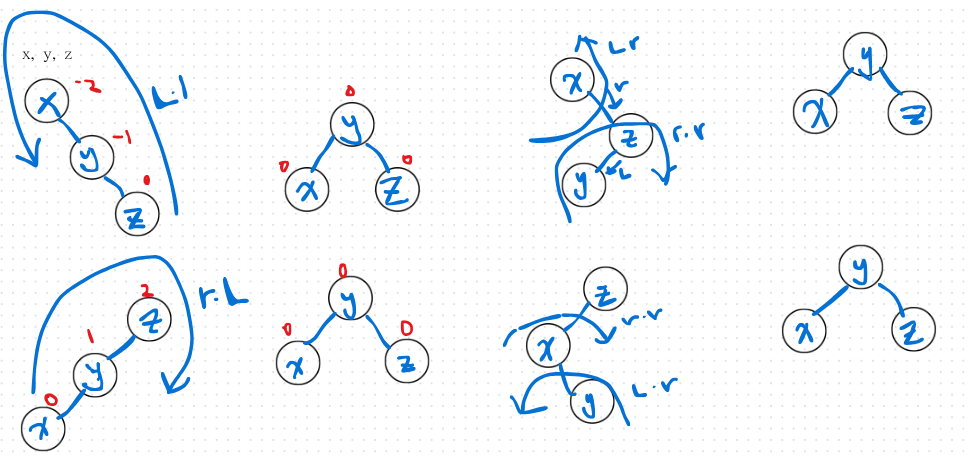 x, y, z
x -2
y -1
z 0
L.l
y 0
x 0
z 0
x
z
y
L r
r
r.r
L
y
x
z
z 2
y 1
x 0
r.L
y 0
x 0
z 0
z
x
y
r.r
L.r
y
x
z